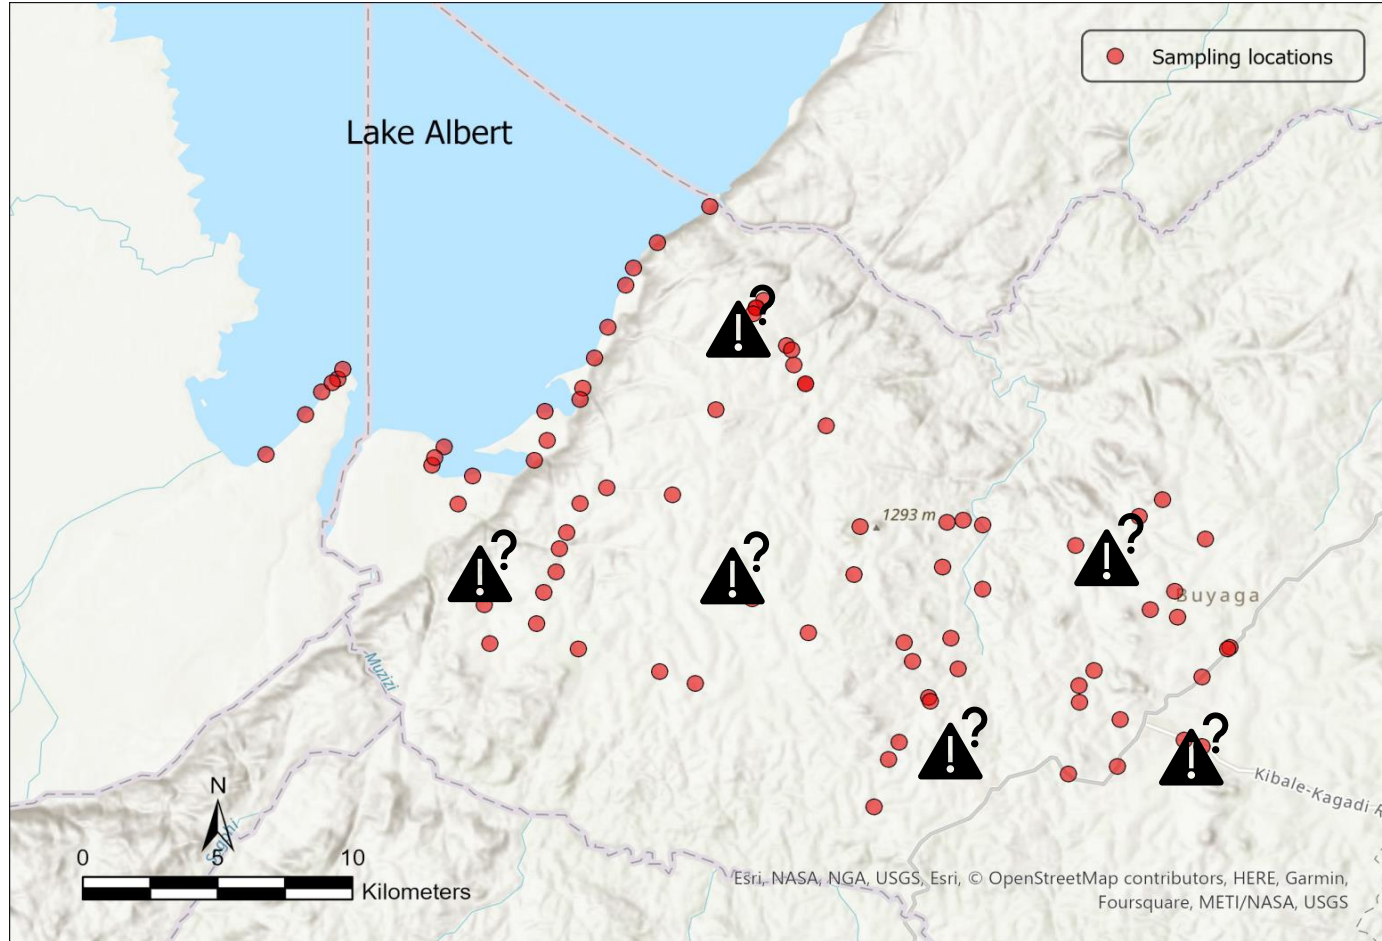 Sampling locations
Lake Albert
?
1293 m
?
?
?
Buyaga
Muzizi
?
?
Kibale-Kagadi R
N
0 5 10
Kilometers
Esri, NASA, NGA, USGS, Esri, © OpenStreetMap contributors, HERE, Garmin,
Foursquare, METI/NASA, USGS